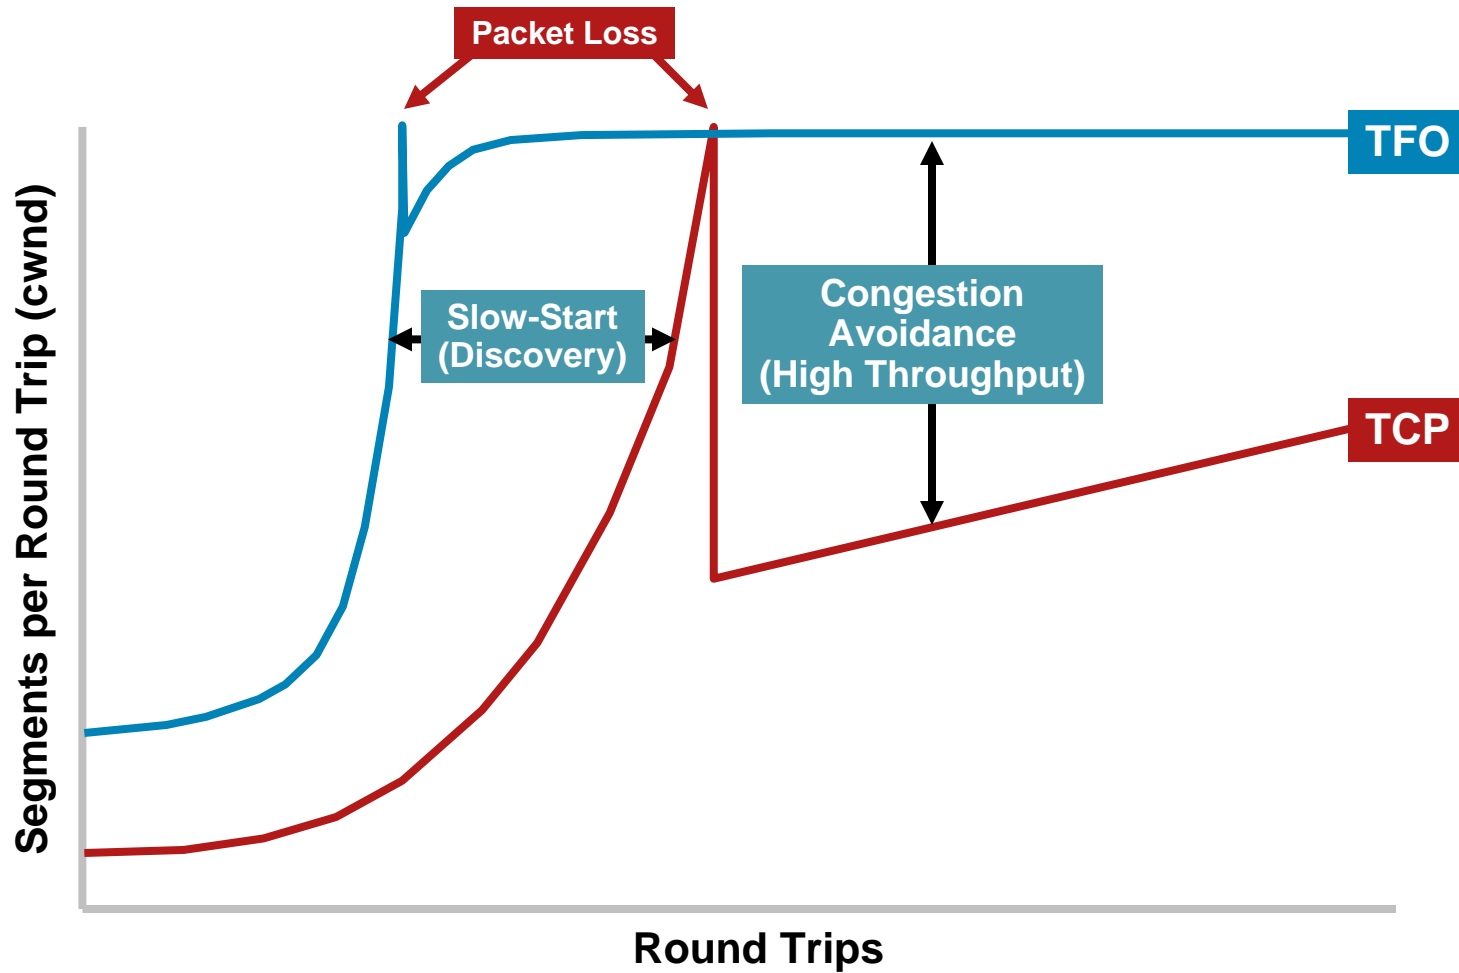 Packet Loss
TFO
Segments per Round Trip (cwnd)
Slow-Start
(Discovery)
Congestion
Avoidance
(High Throughput)
TCP
Round Trips